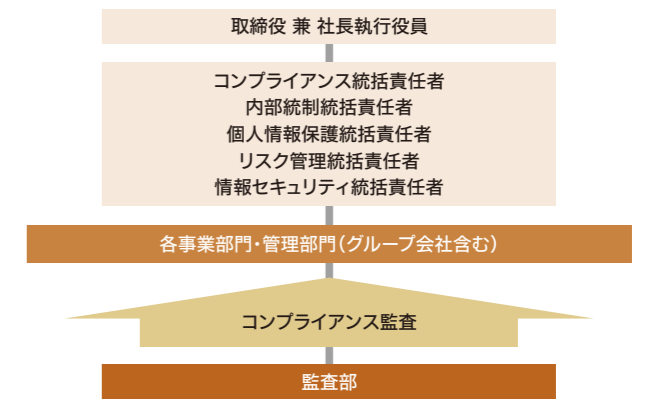 取締役 兼 社長執行役員
コンプライアンス統括責任者
内部統制統括責任者
個人情報保護統括責任者
リスク管理統括責任者
情報セキュリティ統括責任者
各事業部門・管理部門（グループ会社含む）
コンプライアンス監査
監査部